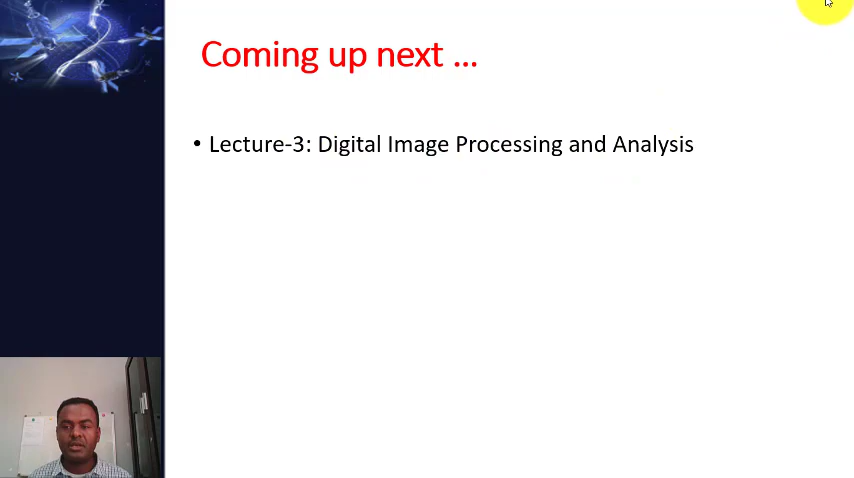 Coming up next ...
• Lecture-3: Digital Image Processing and Analysis